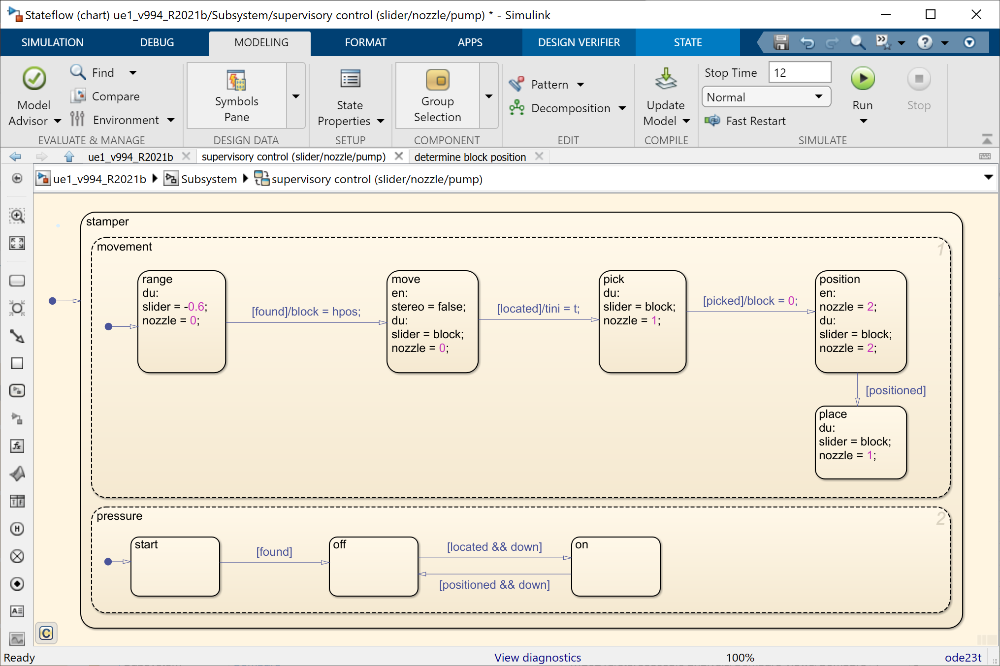 Stateflow (chart) ue1_v994_R2021b/Subsystem/supervisory control (slider/nozzle/pump) * - Simulink
SIMULATION DEBUG MODELING FORMAT APPS DESIGN VERIFIER STATE
Model Advisor
Find
Compare
Environment
EVALUATE & MANAGE
Symbols Pane
DESIGN DATA
State Properties
SETUP
Group Selection
COMPONENT
Pattern
Decomposition
EDIT
Update Model
COMPILE
Stop Time 12
Normal
Fast Restart
Run
Stop
SIMULATE
ue1_v994_R2021b supervisory control (slider/nozzle/pump) determine block position
ue1_v994_R2021b Subsystem supervisory control (slider/nozzle/pump)
stamper
movement
1
range
du:
slider = -0.6;
nozzle = 0;
[found]/block = hpos;
move
en:
stereo = false;
du:
slider = block;
nozzle = 0;
[located]/tini = t;
pick
du:
slider = block;
nozzle = 1;
[picked]/block = 0;
position
en:
nozzle = 2;
du:
slider = block;
nozzle = 2;
[positioned]
place
du:
slider = block;
nozzle = 1;
pressure
2
start
[found]
off
[located && down]
[positioned && down]
on
Ready View diagnostics 100% ode23t